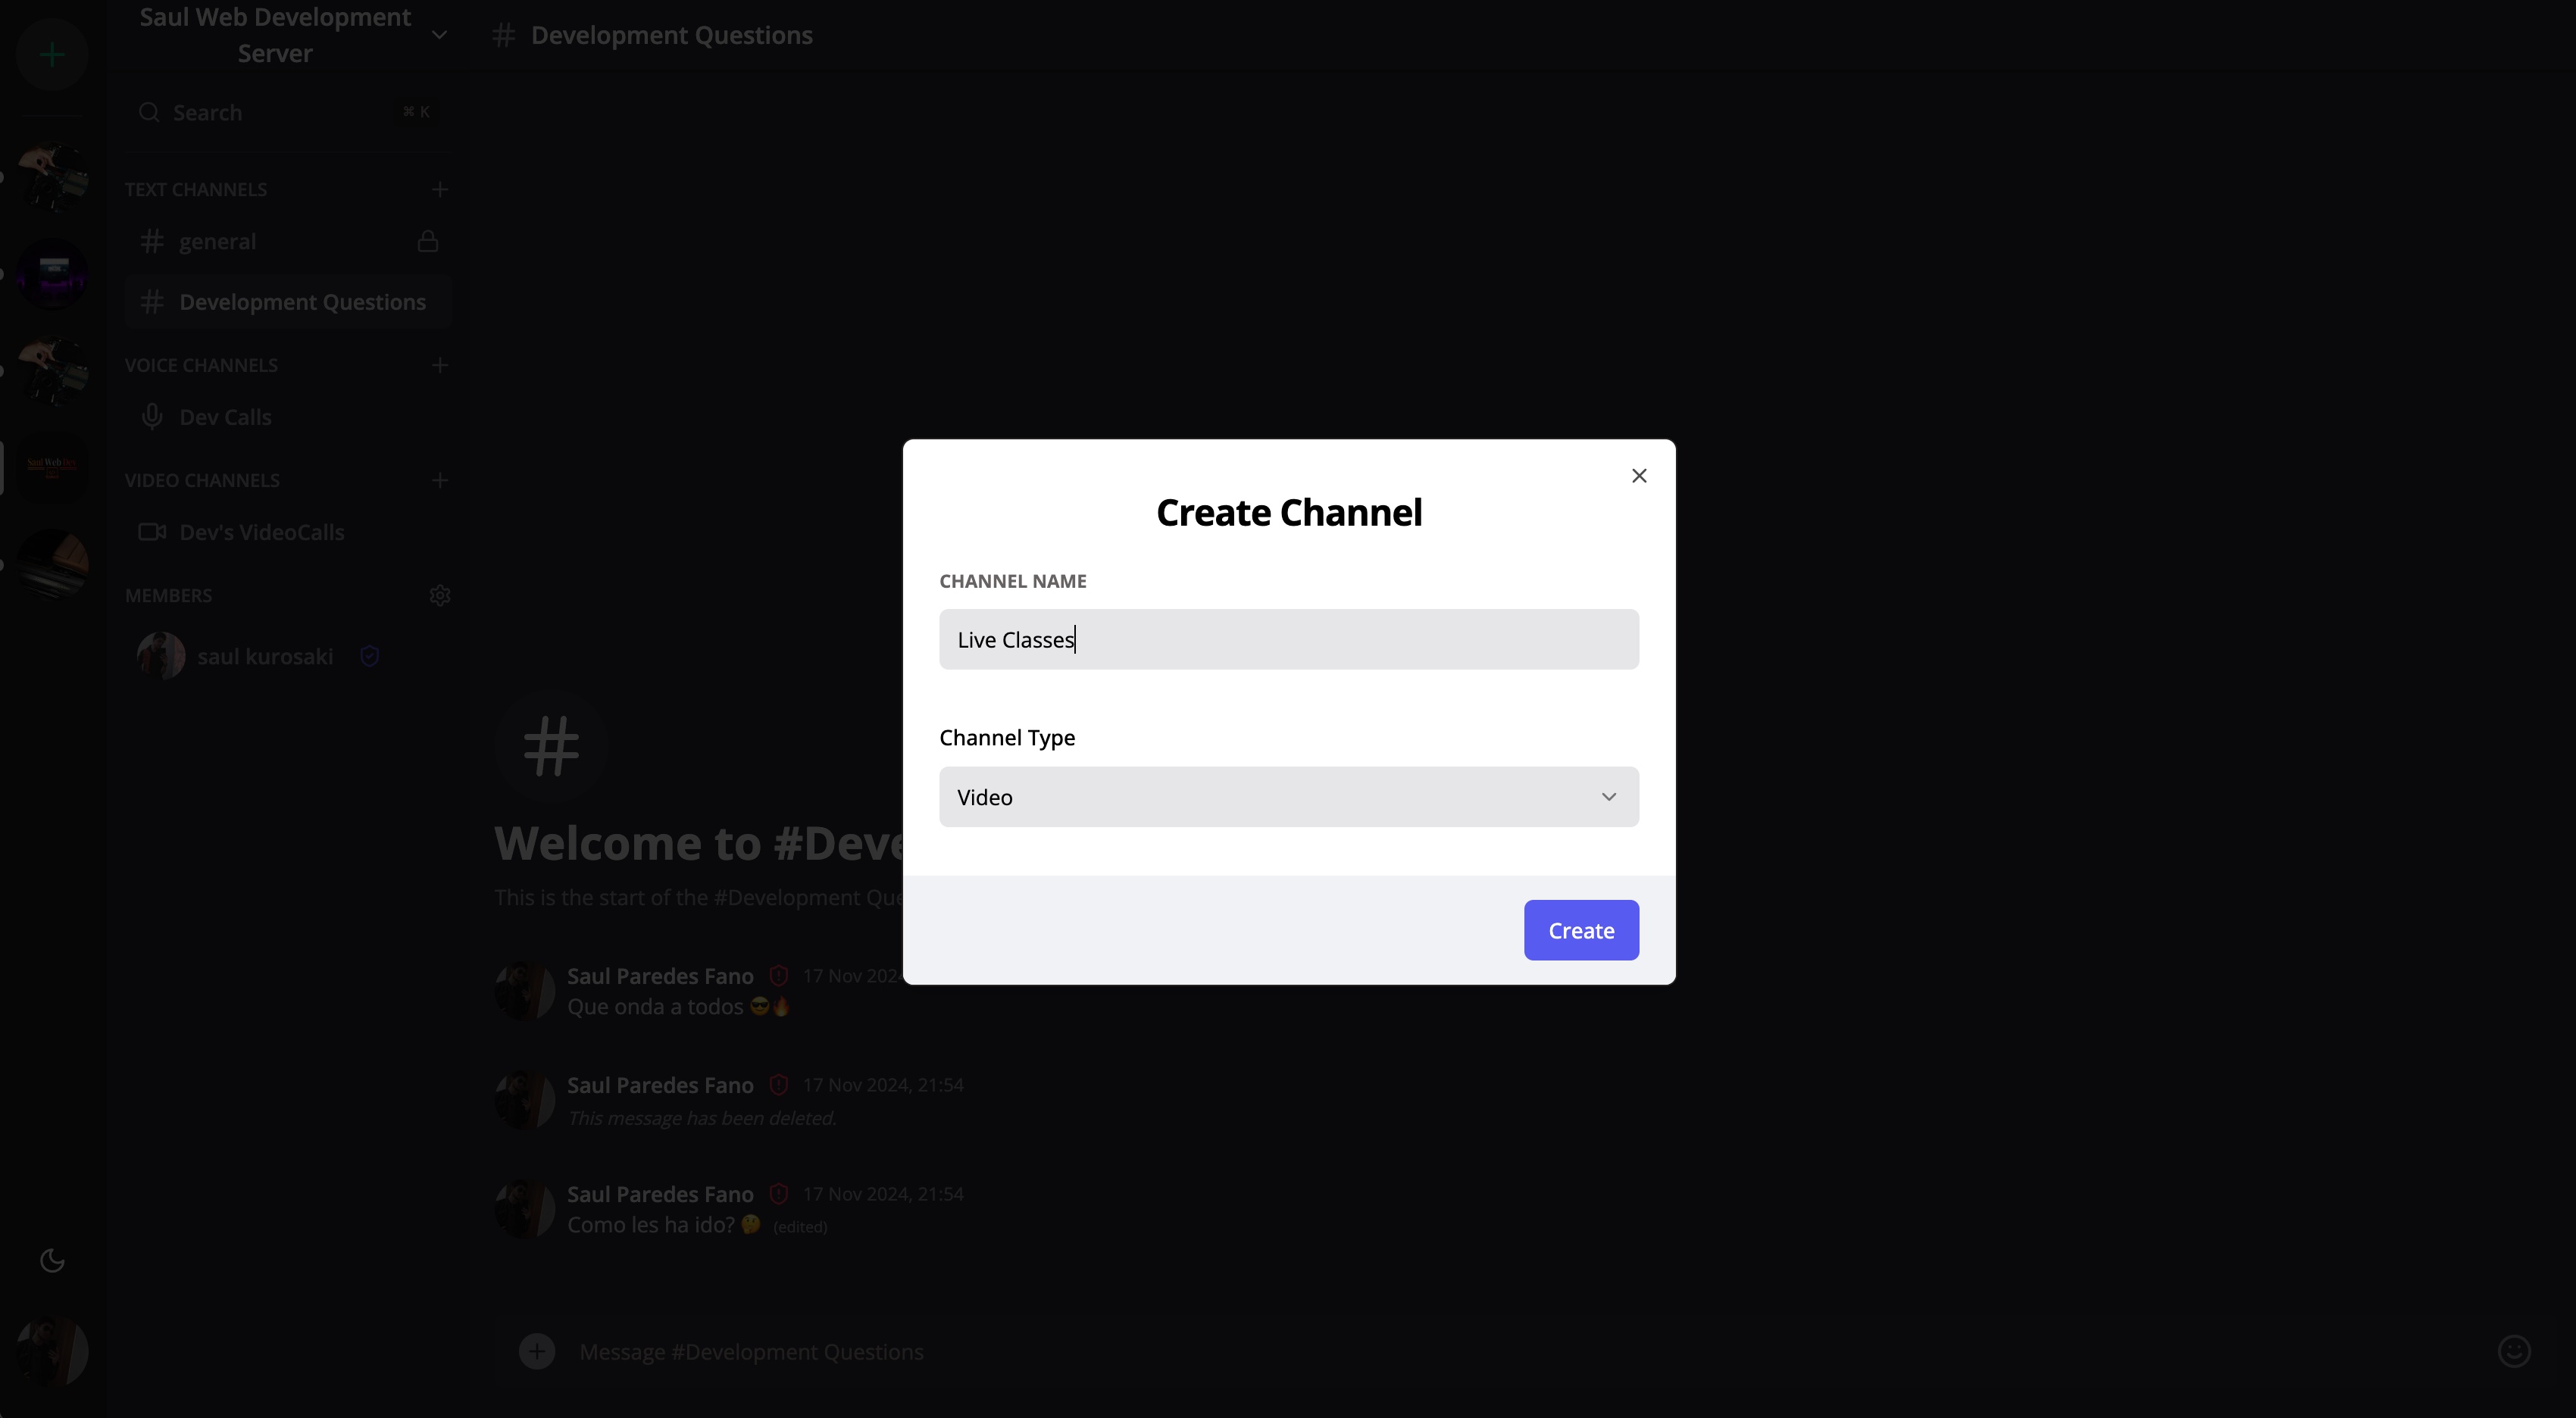 Saul Web Development
Server
Search
⌘ K
TEXT CHANNELS
general
Development Questions
VOICE CHANNELS
Dev Calls
VIDEO CHANNELS
Dev's VideoCalls
MEMBERS
saul kurosaki
# Development Questions
#
Welcome to #Deve
This is the start of the #Development Que
Saul Paredes Fano 17 Nov 202
Que onda a todos 😎🔥
Saul Paredes Fano 17 Nov 2024, 21:54
This message has been deleted.
Saul Paredes Fano 17 Nov 2024, 21:54
Como les ha ido? 🤔 (edited)
Message #Development Questions
Create Channel
CHANNEL NAME
Live Classes
Channel Type
Video
Create